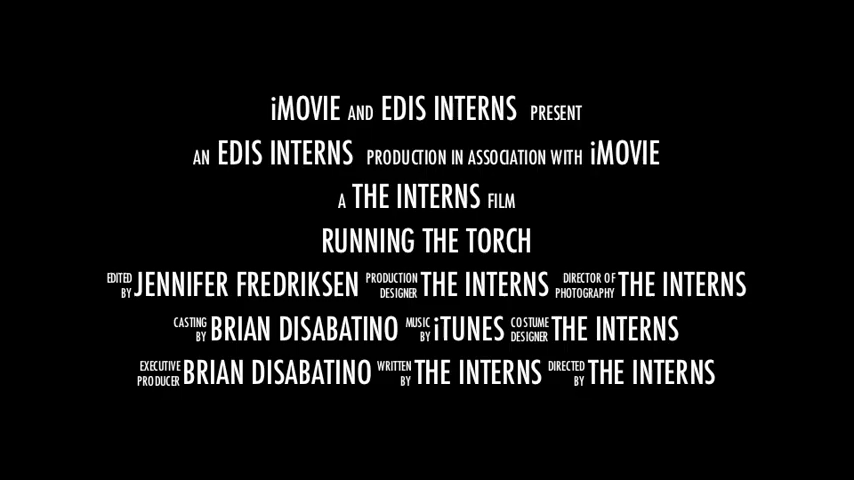 iMOVIE AND EDIS INTERNS PRESENT
AN EDIS INTERNS PRODUCTION IN ASSOCIATION WITH iMOVIE
A THE INTERNS FILM
RUNNING THE TORCH
EDITED BY JENNIFER FREDRIKSEN PRODUCTION DESIGNER THE INTERNS DIRECTOR OF PHOTOGRAPHY THE INTERNS
CASTING BY BRIAN DISABATINO MUSIC BY iTUNES COSTUME DESIGNER THE INTERNS
EXECUTIVE PRODUCER BRIAN DISABATINO WRITTEN BY THE INTERNS DIRECTED BY THE INTERNS